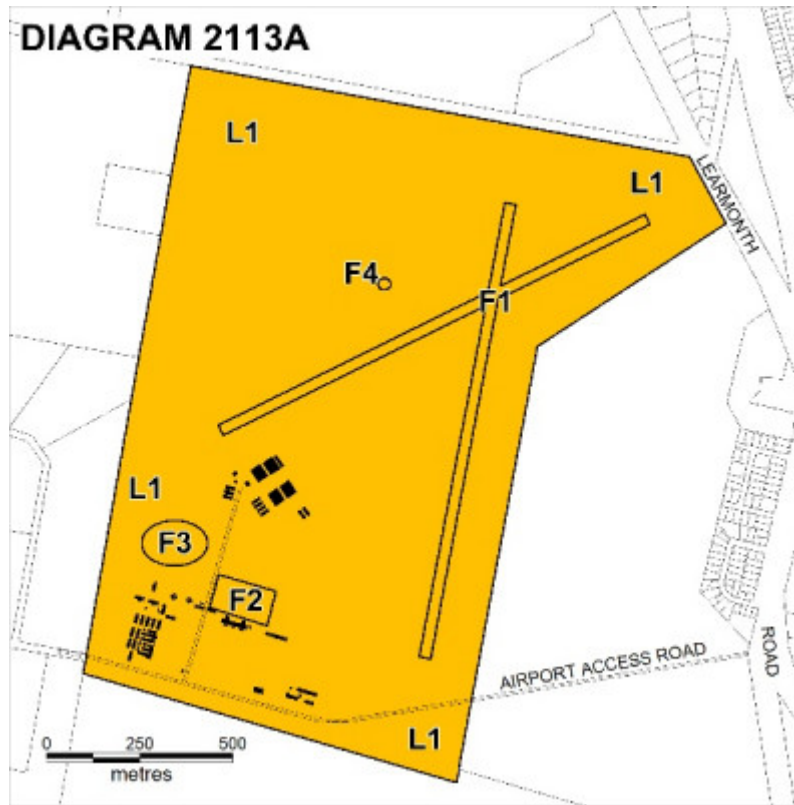 DIAGRAM 2113A
L1
L1
LEARMONTH
F4
F1
L1
F3
F2
ROAD
AIRPORT ACCESS ROAD
L1
0 250 500
metres